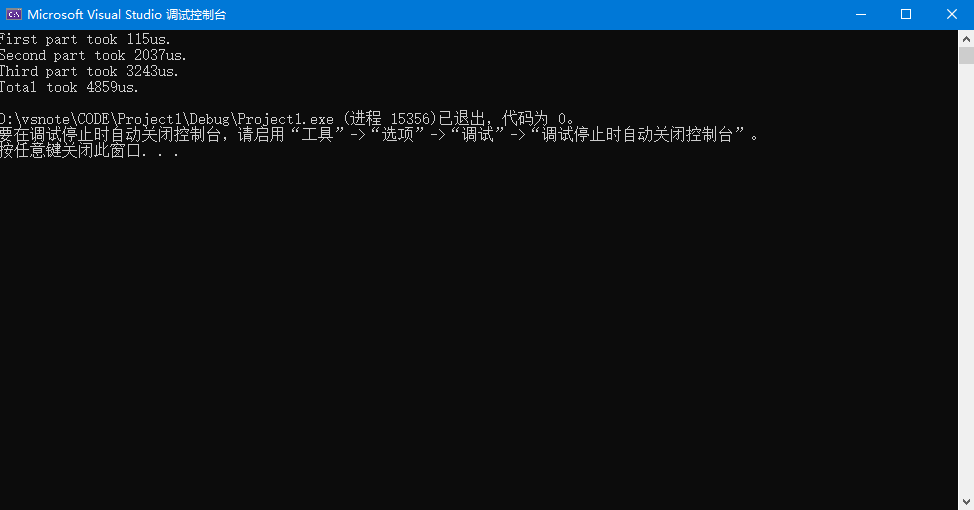 Microsoft Visual Studio 调试控制台
First part took 115us.
Second part took 2037us.
Third part took 3243us.
Total took 4859us.
D:\vsnote\CODE\Project1\Debug\Project1.exe (进程 15356)已退出，代码为 0。
要在调试停止时自动关闭控制台，请启用“工具”->“选项”->“调试”->“调试停止时自动关闭控制台”。
按任意键关闭此窗口. . .